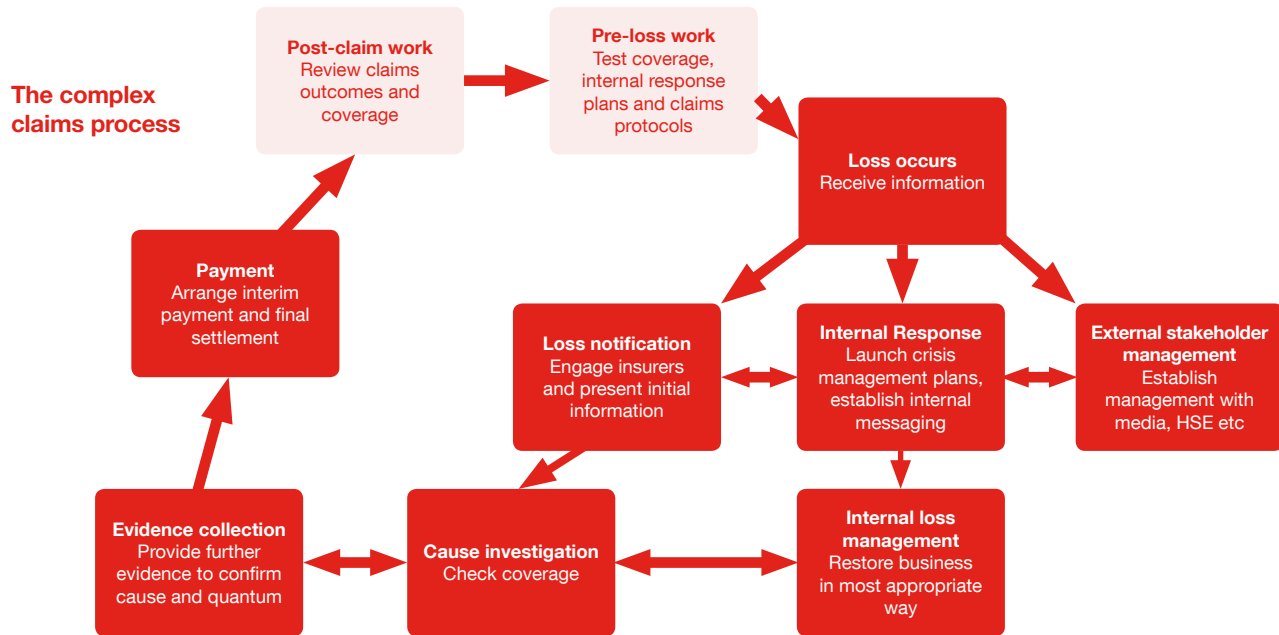 The complex
claims process
Post-claim work
Review claims
outcomes and
coverage
Pre-loss work
Test coverage,
internal response
plans and claims
protocols
Loss occurs
Receive information
Payment
Arrange interim
payment and final
settlement
Loss notification
Engage insurers
and present initial
information
Internal Response
Launch crisis
management plans,
establish internal
messaging
External stakeholder
management
Establish
management with
media, HSE etc
Evidence collection
Provide further
evidence to confirm
cause and quantum
Cause investigation
Check coverage
Internal loss
management
Restore business
in most appropriate
way